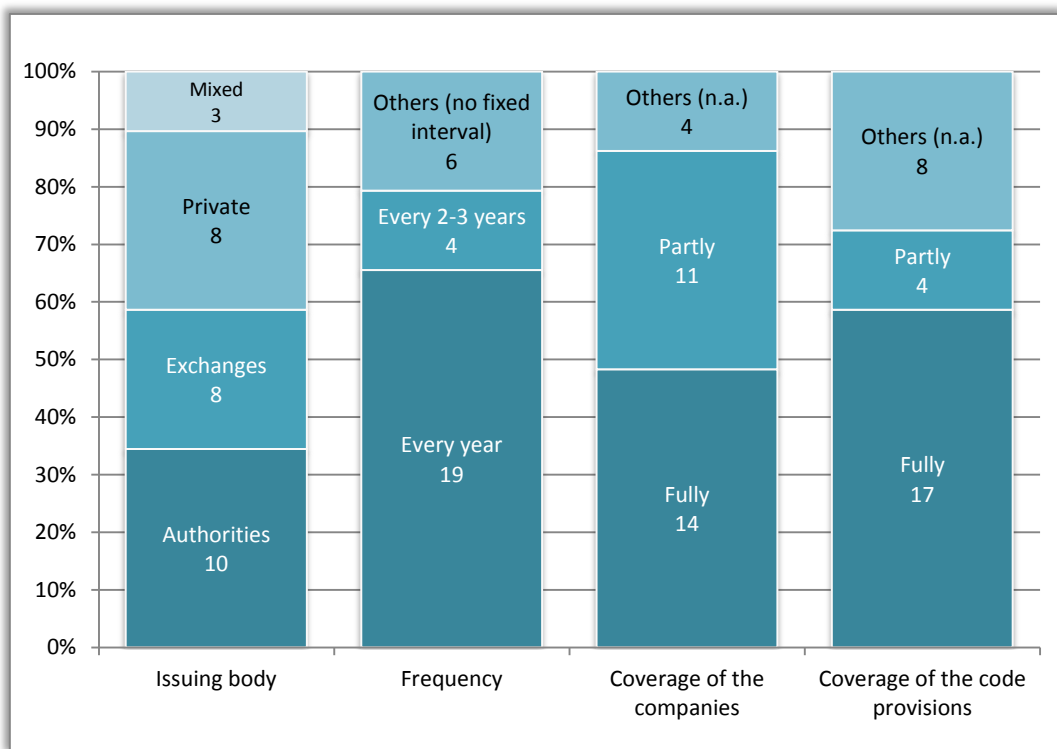 100%
90%
80%
70%
60%
50%
40%
30%
20%
10%
0%
Mixed
3
Private
8
Exchanges
8
Authorities
10
Others (no fixed
interval)
6
Every 2-3 years
4
Every year
19
Others (n.a.)
4
Partly
11
Fully
14
Others (n.a.)
8
Partly
4
Fully
17
Issuing body
Frequency
Coverage of the
companies
Coverage of the code
provisions